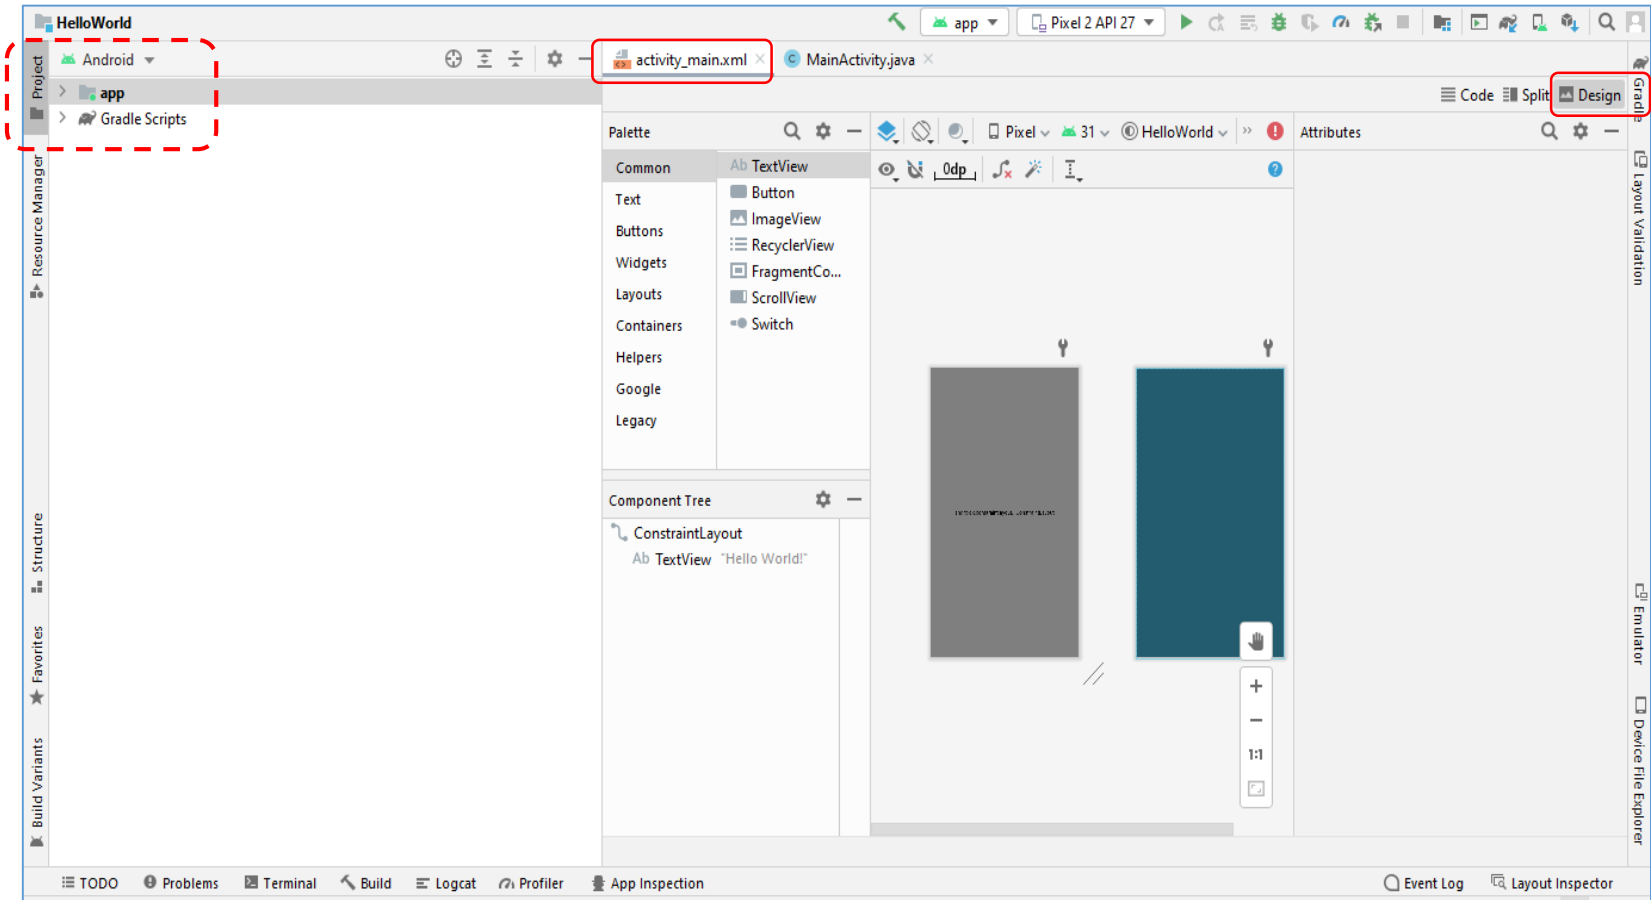 HelloWorld
app
Pixel 2 API 27
Project
Android
activity_main.xml
MainActivity.java
app
Gradle Scripts
Code
Split
Design
Gradle
Palette
Pixel
31
HelloWorld
Attributes
Common
Text
Buttons
Widgets
Layouts
Containers
Helpers
Google
Legacy
Ab TextView
Button
ImageView
RecyclerView
FragmentCo...
ScrollView
Switch
0dp
Resource Manager
Layout Validation
Component Tree
ConstraintLayout
Ab TextView "Hello World!"
1:1
Structure
Favorites
Build Variants
Emulator
Device File Explorer
TODO
Problems
Terminal
Build
Logcat
Profiler
App Inspection
Event Log
Layout Inspector